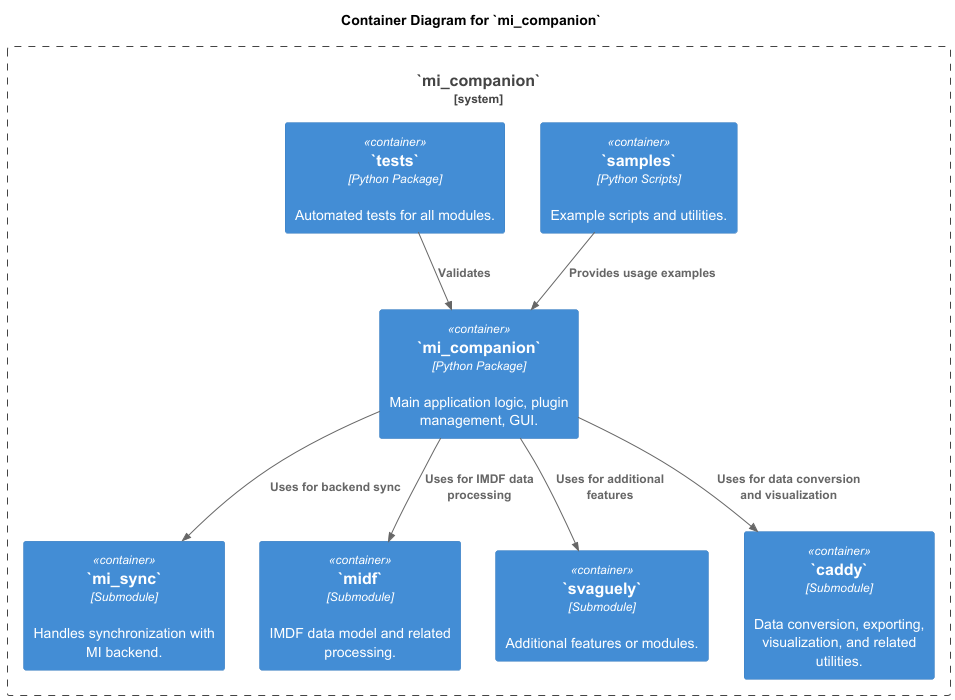 Container Diagram for `mi_companion`
`mi_companion`
[system]
«container»
`tests`
[Python Package]
Automated tests for all modules.
«container»
`samples`
[Python Scripts]
Example scripts and utilities.
Validates
Provides usage examples
«container»
`mi_companion`
[Python Package]
Main application logic, plugin
management, GUI.
Uses for backend sync
Uses for IMDF data
processing
Uses for additional
features
Uses for data conversion
and visualization
«container»
`mi_sync`
[Submodule]
Handles synchronization with
MI backend.
«container»
`midf`
[Submodule]
IMDF data model and related
processing.
«container»
`svaguely`
[Submodule]
Additional features or modules.
«container»
`caddy`
[Submodule]
Data conversion, exporting,
visualization, and related
utilities.